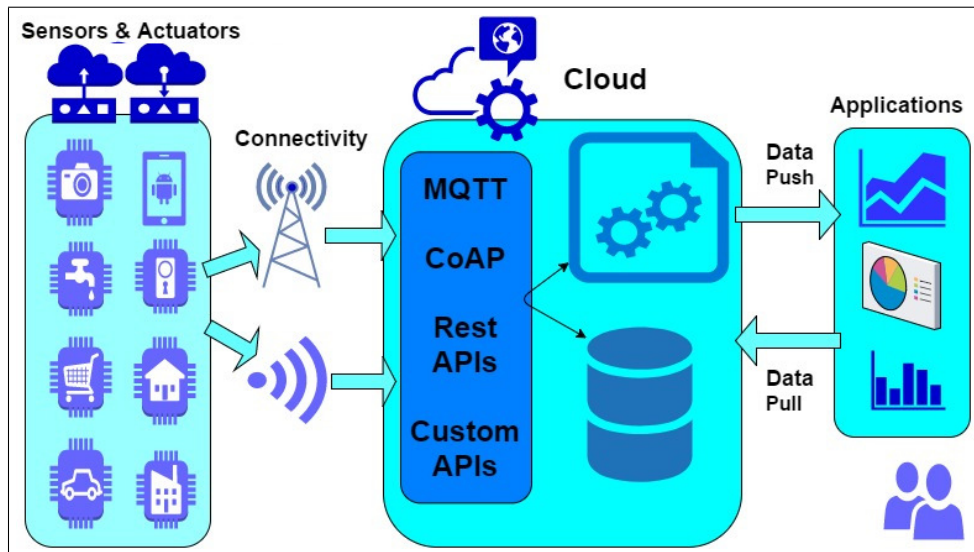 Sensors & Actuators
Connectivity
Cloud
MQTT
CoAP
Rest
APIs
Custom
APIs
Data
Push
Data
Pull
Applications